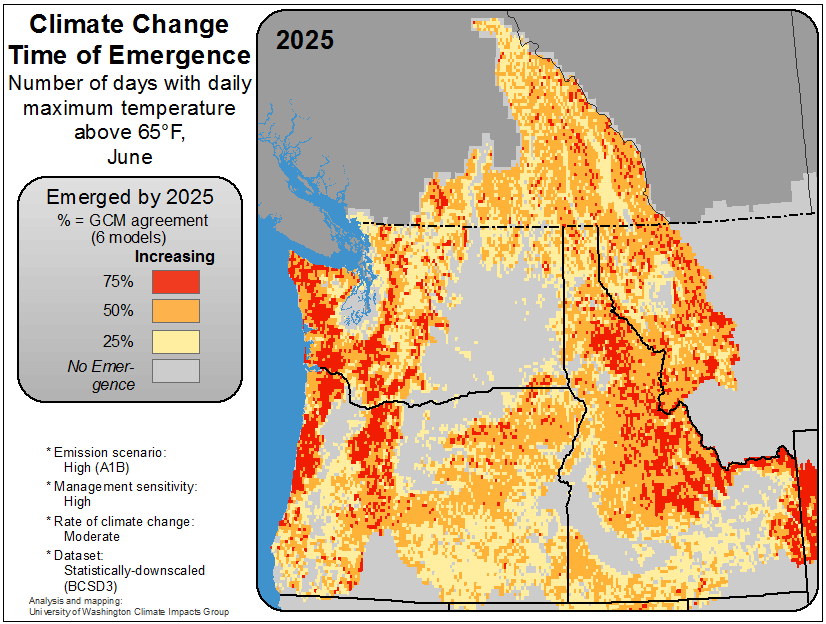 Climate Change
Time of Emergence
Number of days with daily
maximum temperature
above 65°F,
June
2025
Emerged by 2025
% = GCM agreement
(6 models)
Increasing
75%
50%
25%
No Emer-
gence
* Emission scenario:
High (A1B)
* Management sensitivity:
High
* Rate of climate change:
Moderate
* Dataset:
Statistically-downscaled
(BCSD3)
Analysis and mapping:
University of Washington Climate Impacts Group